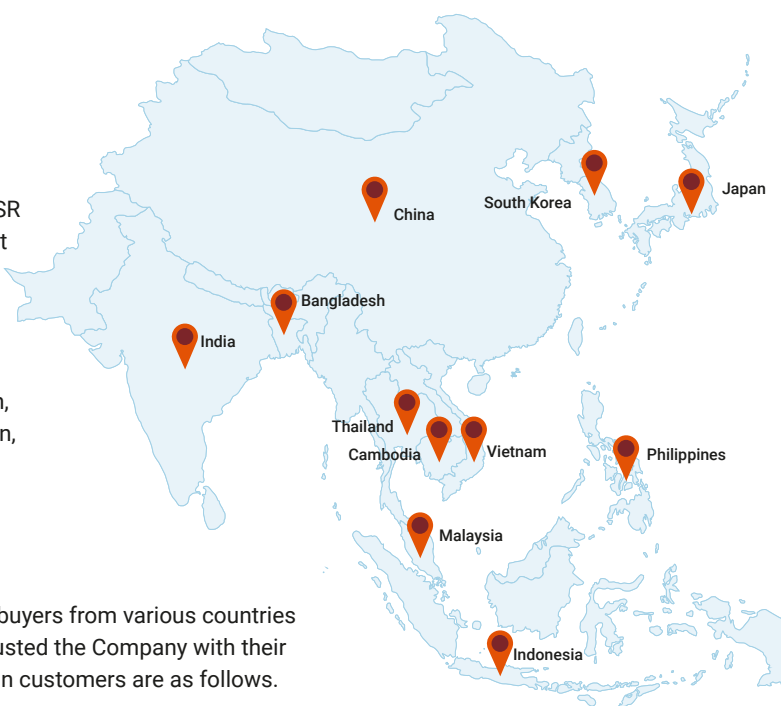 SR
t
n,
n,
buyers from various countries
usted the Company with their
n customers are as follows.
China
South Korea
Japan
Bangladesh
India
Thailand
Cambodia
Vietnam
Philippines
Malaysia
Indonesia